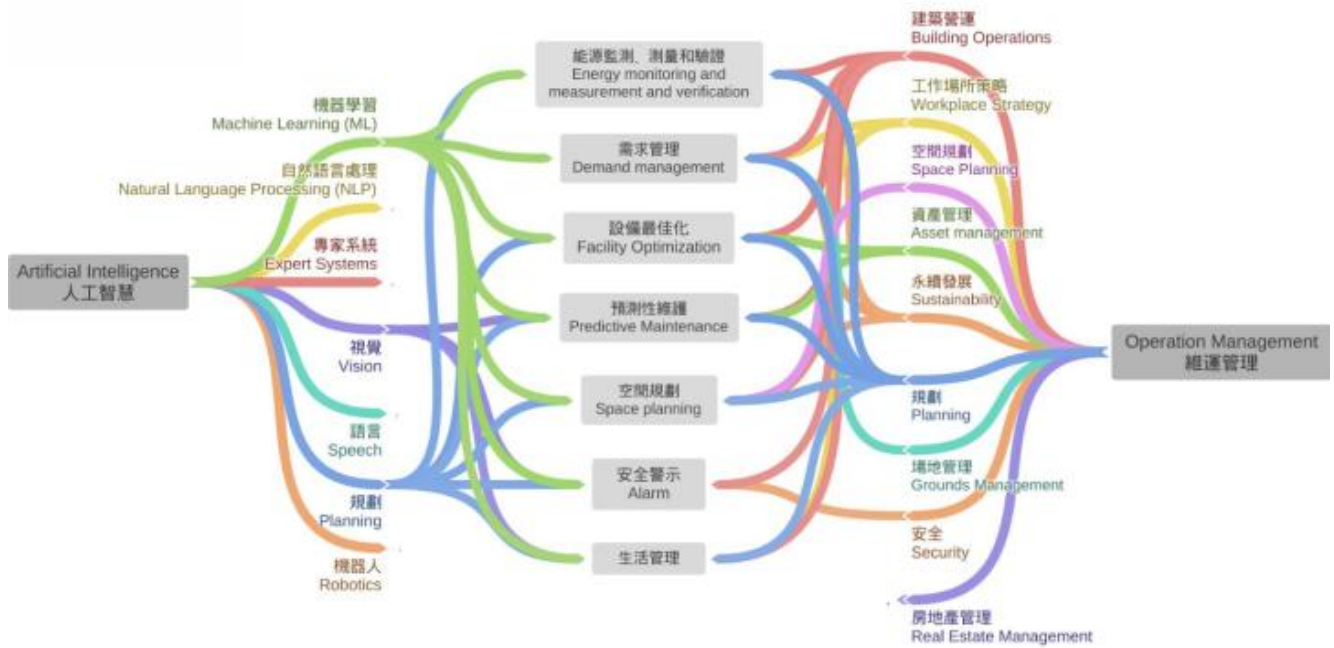 Artificial Intelligence
人工智慧
機器學習
Machine Learning (ML)
自然語言處理
Natural Language Processing (NLP)
專家系統
Expert Systems
視覺
Vision
語言
Speech
規劃
Planning
機器人
Robotics
能源監測、測量和驗證
Energy monitoring and
measurement and verification
需求管理
Demand management
設備最佳化
Facility Optimization
預測性維護
Predictive Maintenance
空間規劃
Space planning
安全警示
Alarm
生活管理
建築營運
Building Operations
工作場所策略
Workplace Strategy
空間規劃
Space Planning
資產管理
Asset management
永續發展
Sustainability
規劃
Planning
場地管理
Grounds Management
安全
Security
房地產管理
Real Estate Management
Operation Management
維運管理